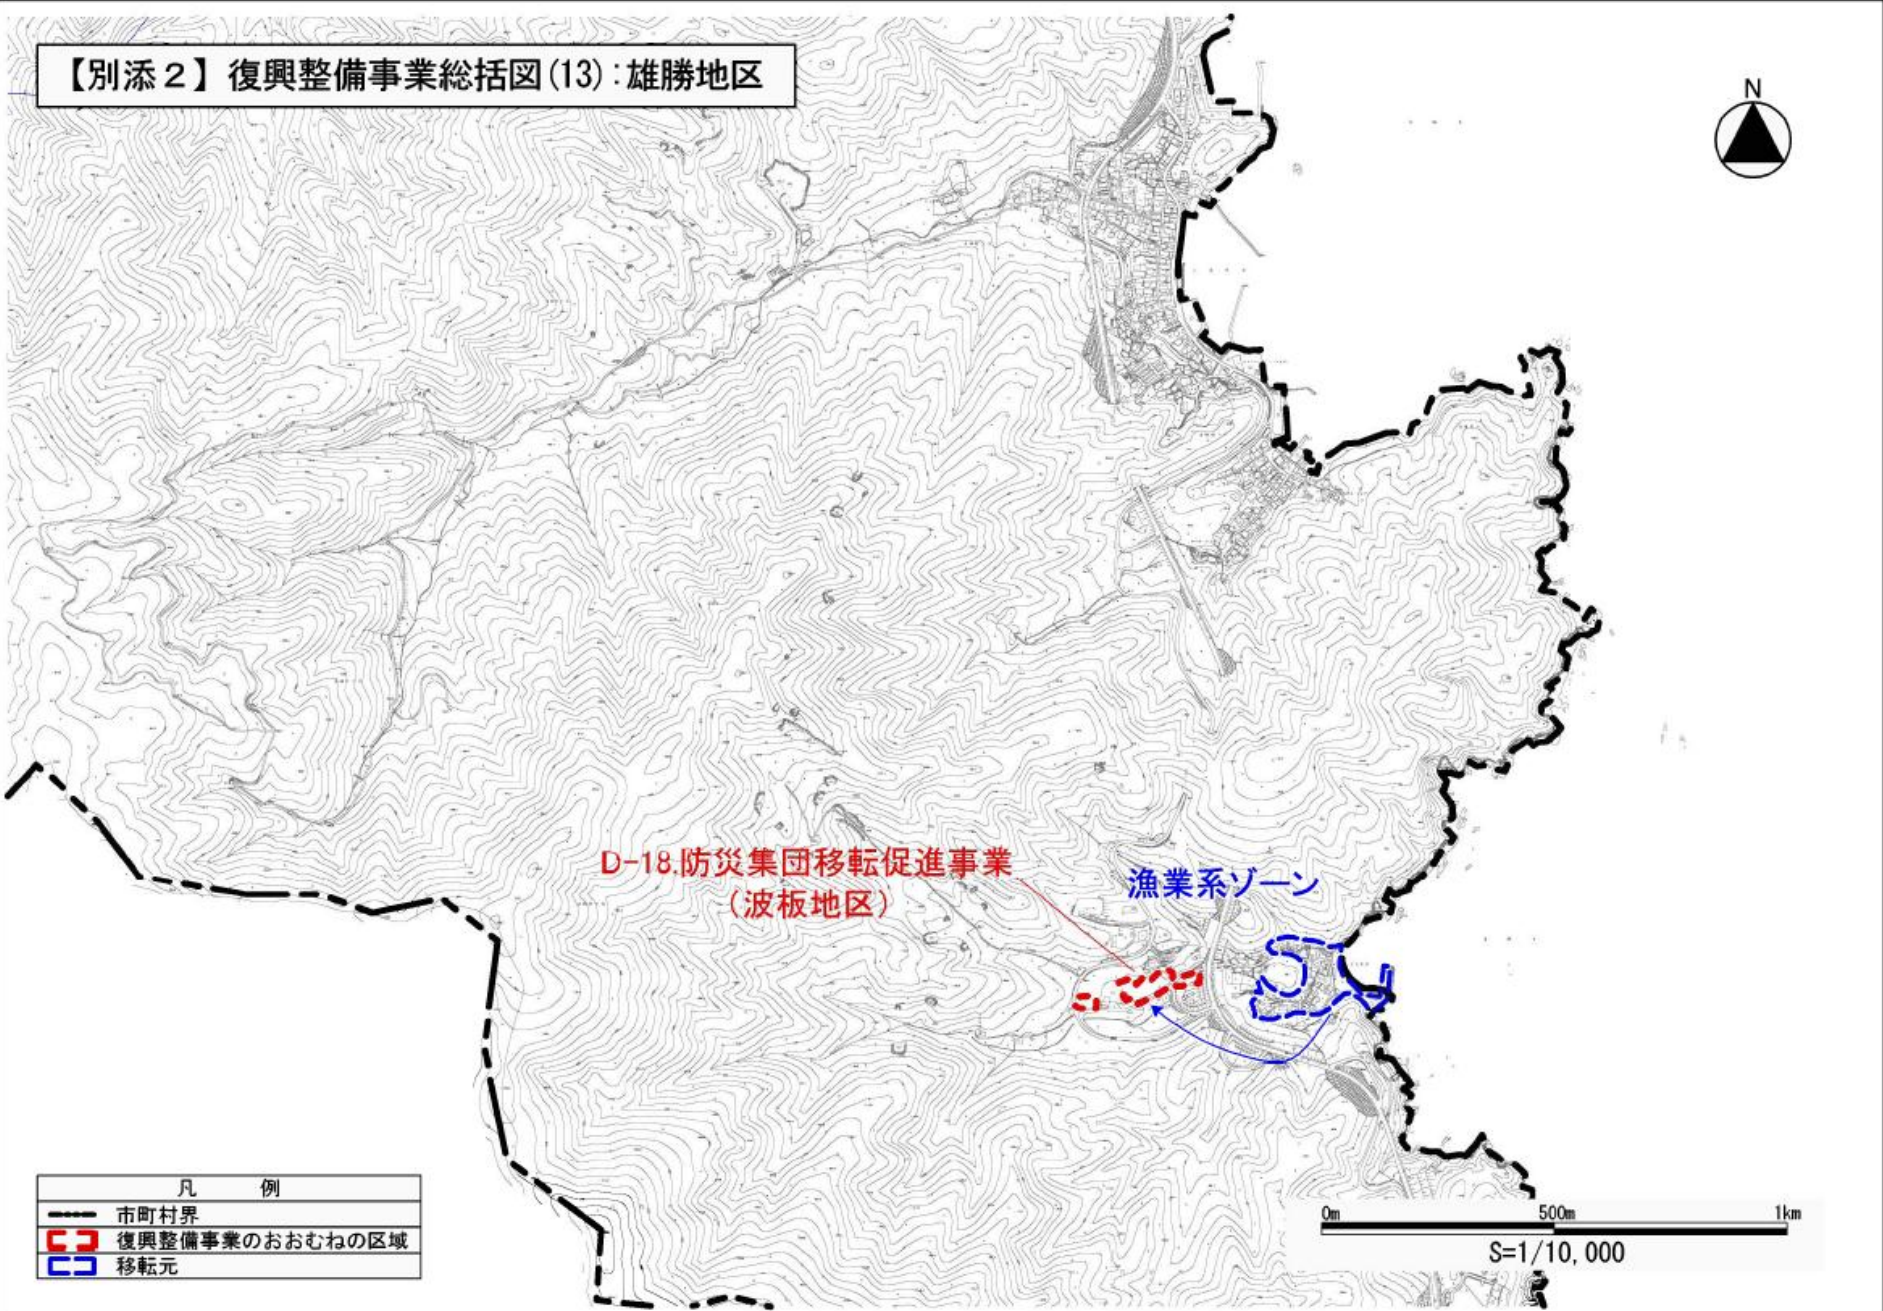 【別添２】復興整備事業総括図(13):雄勝地区
N
D-18.防災集団移転促進事業
(波板地区)
漁業系ゾーン
凡　例
市町村界
復興整備事業のおおむねの区域
移転元
0m 500m 1km
S=1/10,000